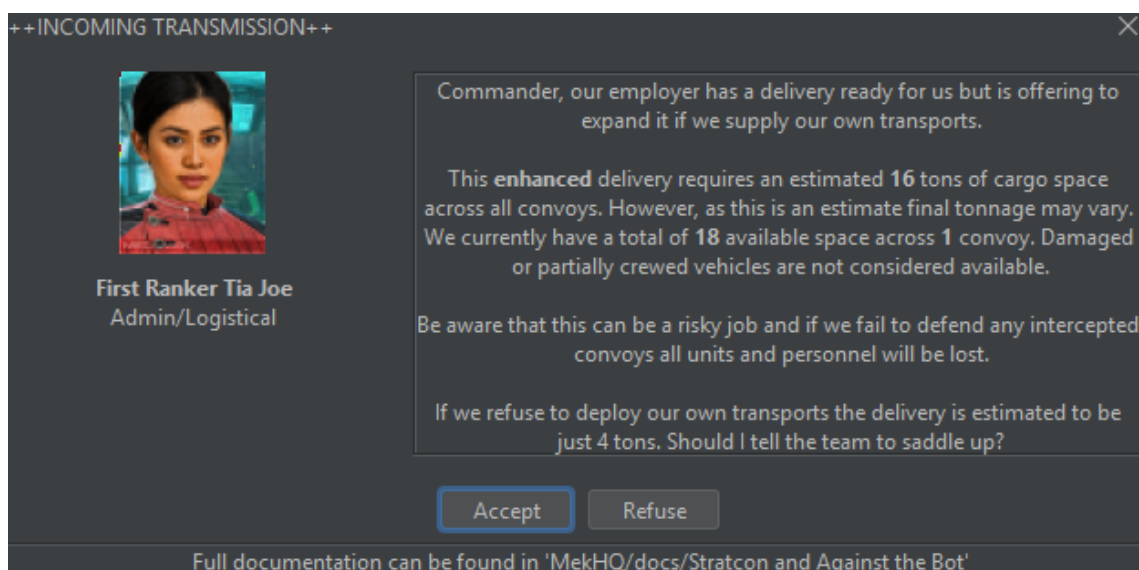 ++INCOMING TRANSMISSION++
First Ranker Tia Joe
Admin/Logistical
Commander, our employer has a delivery ready for us but is offering to
expand it if we supply our own transports.
This enhanced delivery requires an estimated 16 tons of cargo space
across all convoys. However, as this is an estimate final tonnage may vary.
We currently have a total of 18 available space across 1 convoy. Damaged
or partially crewed vehicles are not considered available.
Be aware that this can be a risky job and if we fail to defend any intercepted
convoys all units and personnel will be lost.
If we refuse to deploy our own transports the delivery is estimated to be
just 4 tons. Should I tell the team to saddle up?
Accept
Refuse
Full documentation can be found in 'MekHQ/docs/Stratcon and Against the Bot'